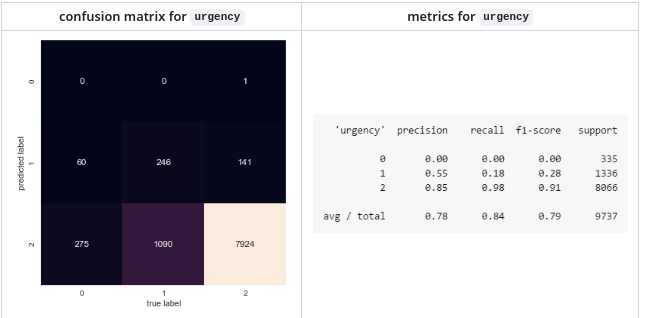 confusion matrix for urgency
metrics for urgency
0
0 0 1
predicted label
1
60 246 141
2
275 1090 7924
0 1 2
true label
'urgency' precision recall f1-score support
0 0.00 0.00 0.00 335
1 0.55 0.18 0.28 1336
2 0.85 0.98 0.91 8066
avg / total 0.78 0.84 0.79 9737